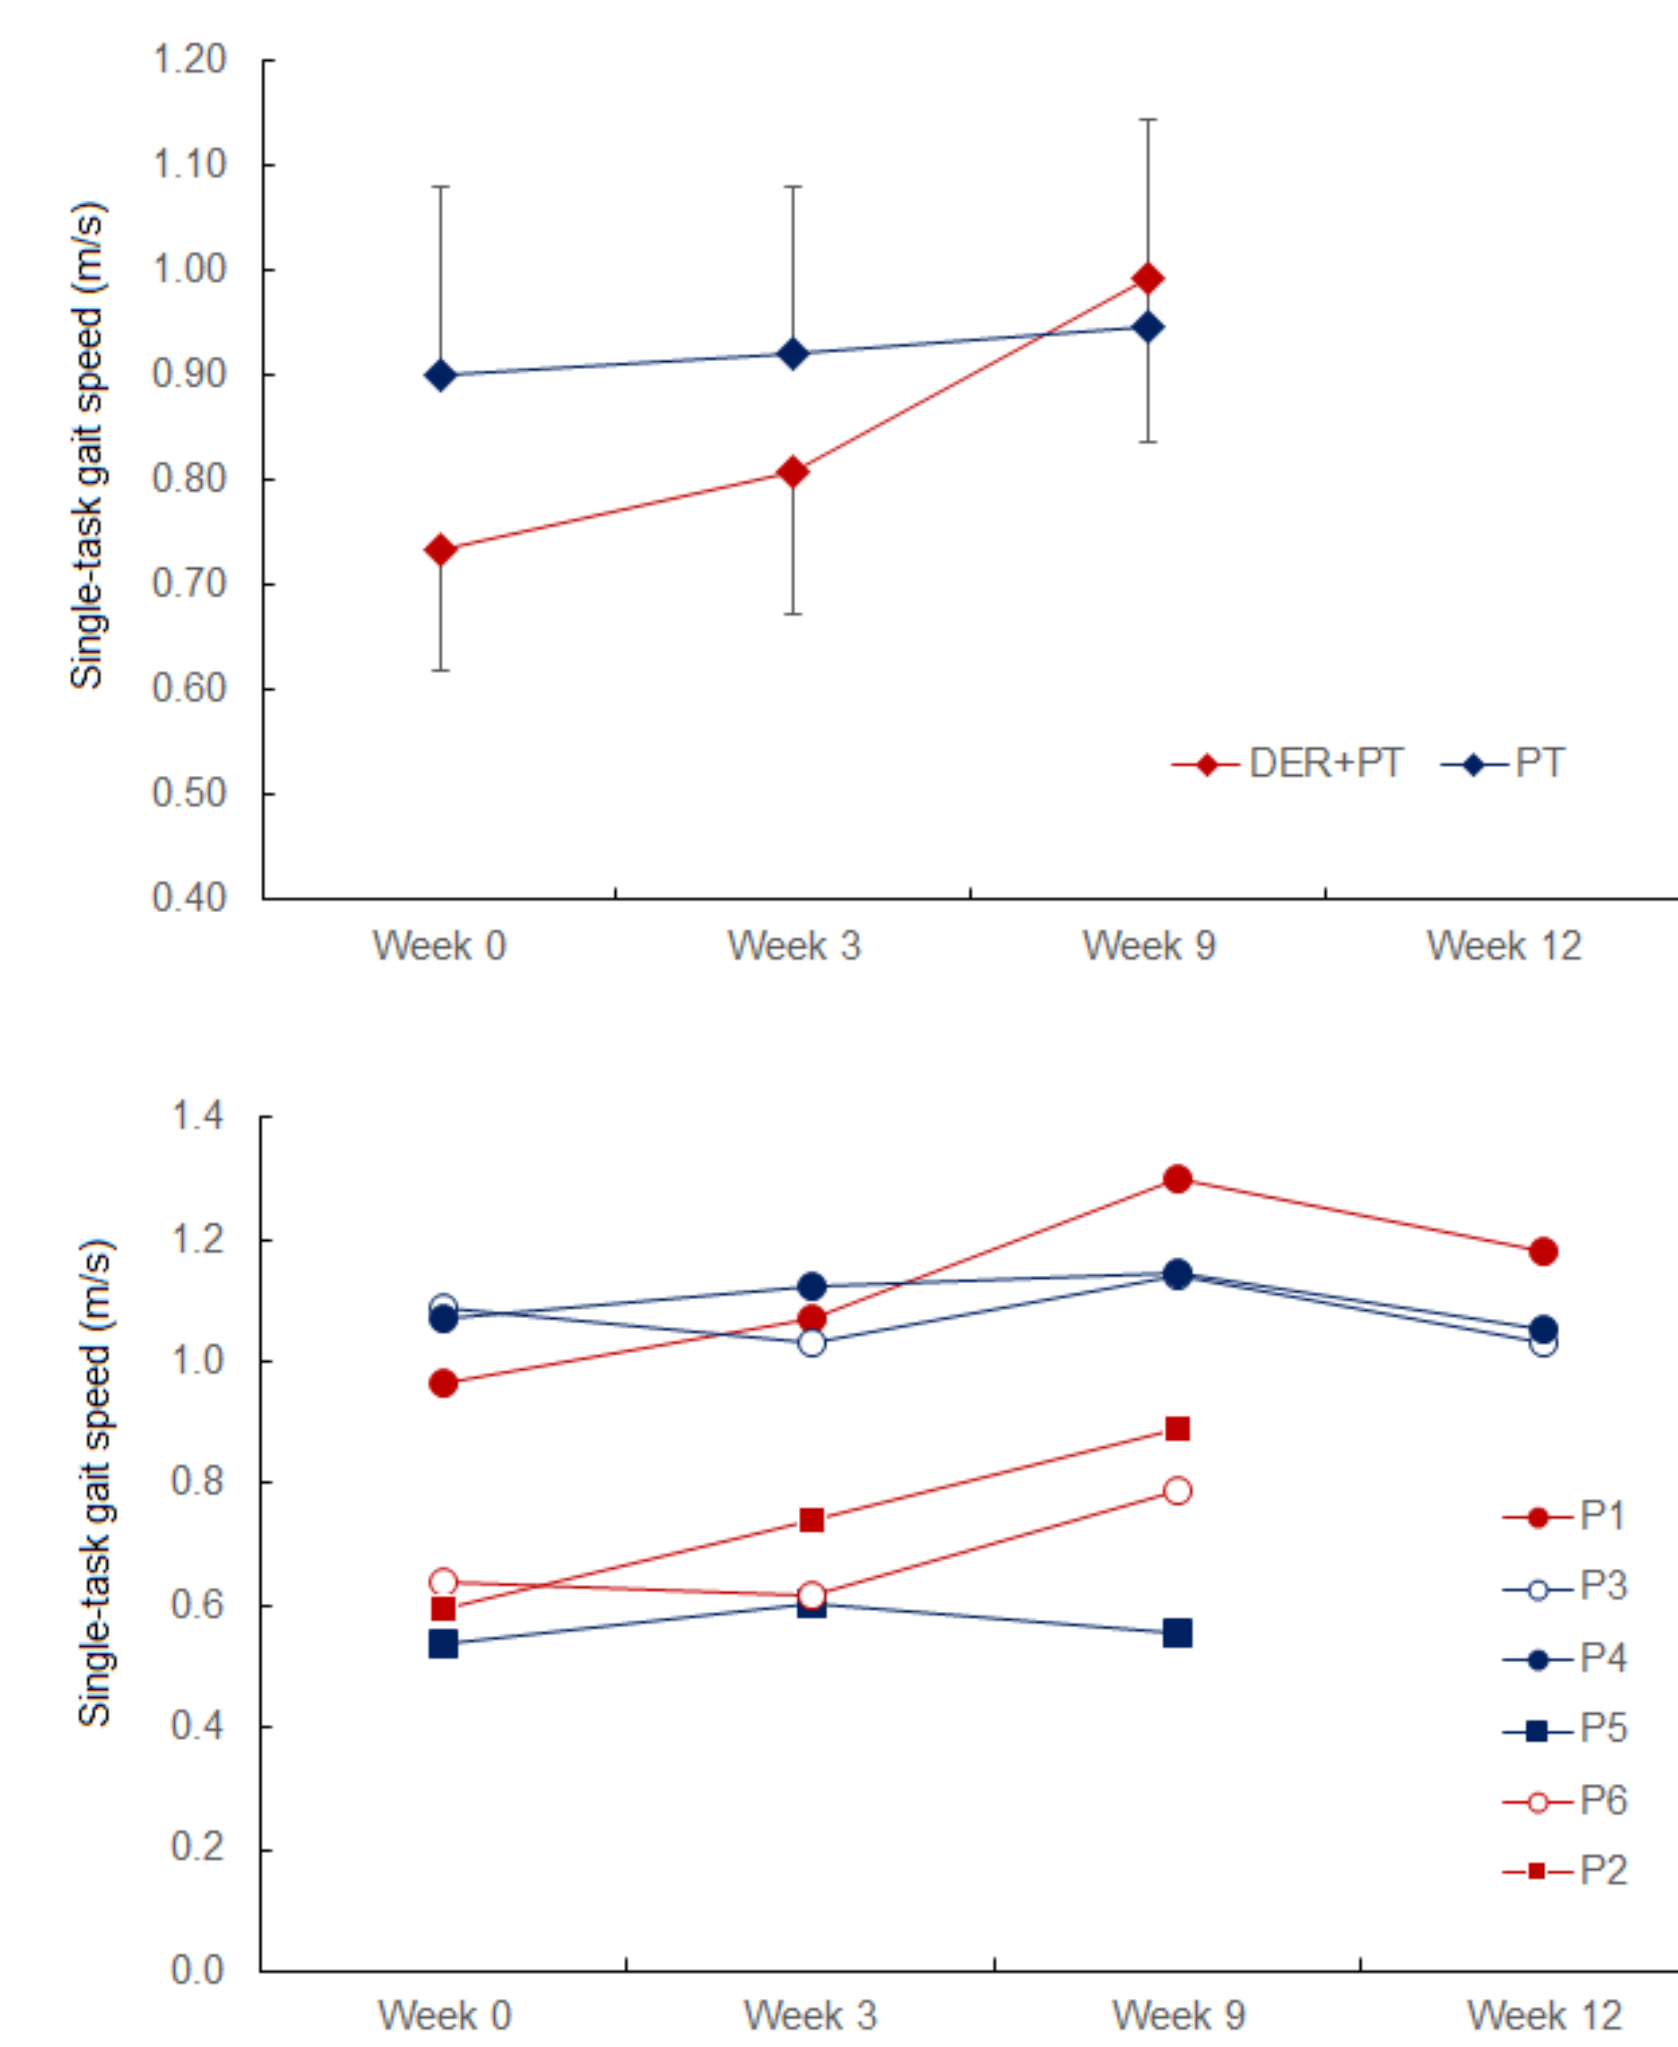 Single-task gait speed (m/s)
1.20
1.10
1.00
0.90
0.80
0.70
0.60
0.50
0.40
DER+PT PT
Week 0 Week 3 Week 9 Week 12
Single-task gait speed (m/s)
1.4
1.2
1.0
0.8
0.6
0.4
0.2
0.0
P1
P3
P4
P5
P6
P2
Week 0 Week 3 Week 9 Week 12